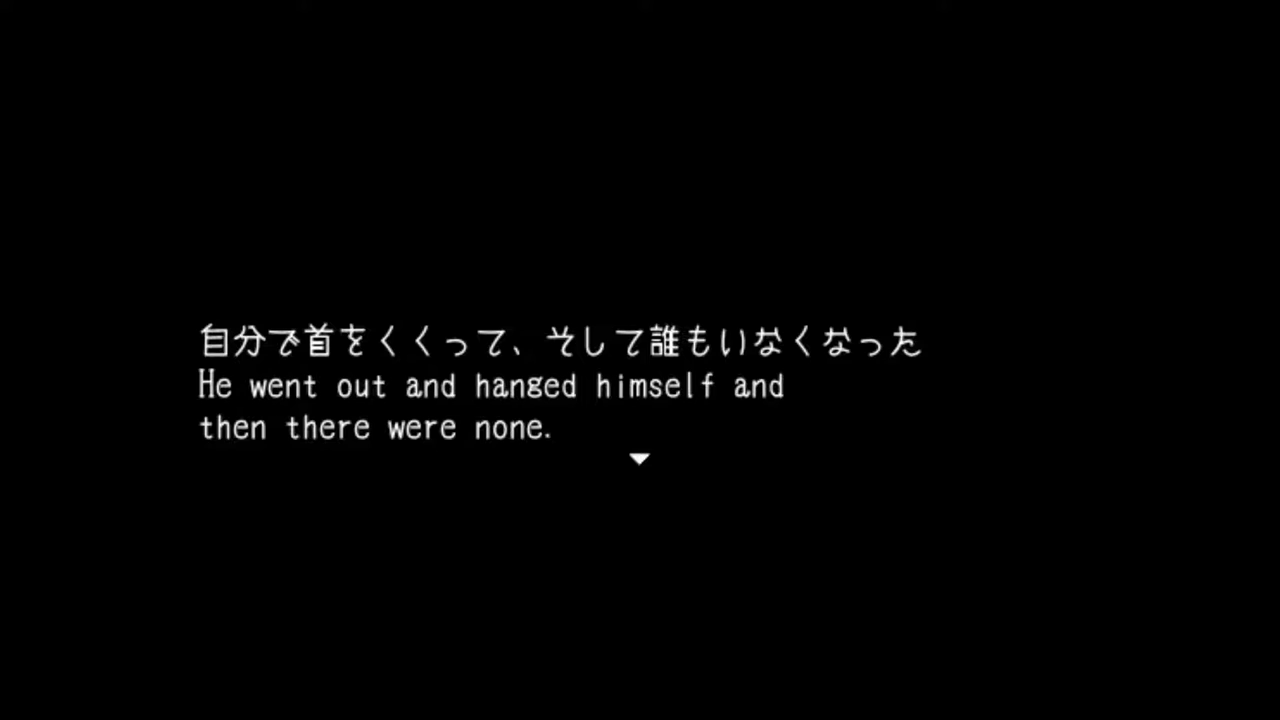 自分で首をくくって、そして誰もいなくなった
He went out and hanged himself and
then there were none.